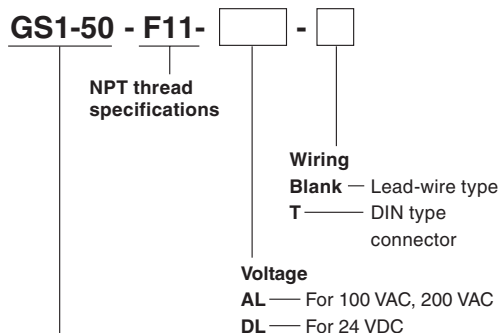 GS1-50 - F11- -
NPT thread
specifications
Wiring
Blank — Lead-wire type
T — DIN type
connector
Voltage
AL — For 100 VAC, 200 VAC
DL — For 24 VDC